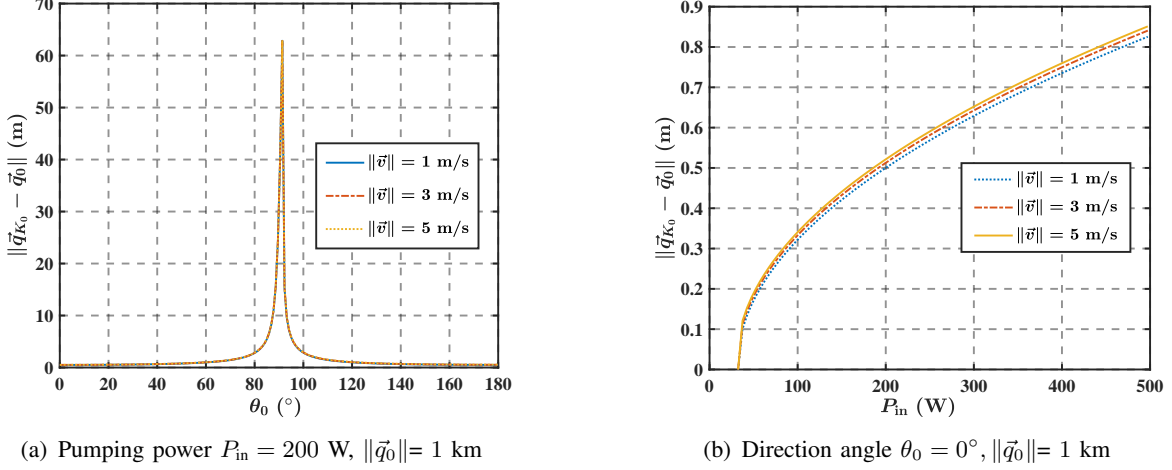 70
60
50
40
30
20
10
0
‖q⃗_{K₀} − q⃗₀‖ (m)
‖v⃗‖ = 1 m/s
‖v⃗‖ = 3 m/s
‖v⃗‖ = 5 m/s
0 20 40 60 80 100 120 140 160 180
θ₀ (°)
(a) Pumping power P_in = 200 W, ‖q⃗₀‖= 1 km
0.9
0.8
0.7
0.6
0.5
0.4
0.3
0.2
0.1
0
‖q⃗_{K₀} − q⃗₀‖ (m)
‖v⃗‖ = 1 m/s
‖v⃗‖ = 3 m/s
‖v⃗‖ = 5 m/s
0 100 200 300 400 500
P_in (W)
(b) Direction angle θ₀ = 0°, ‖q⃗₀‖= 1 km